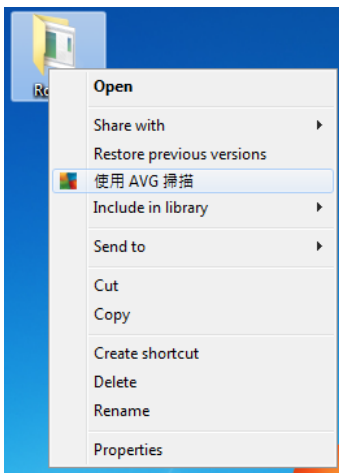 Open
Share with
Restore previous versions
使用 AVG 掃描
Include in library
Send to
Cut
Copy
Create shortcut
Delete
Rename
Properties